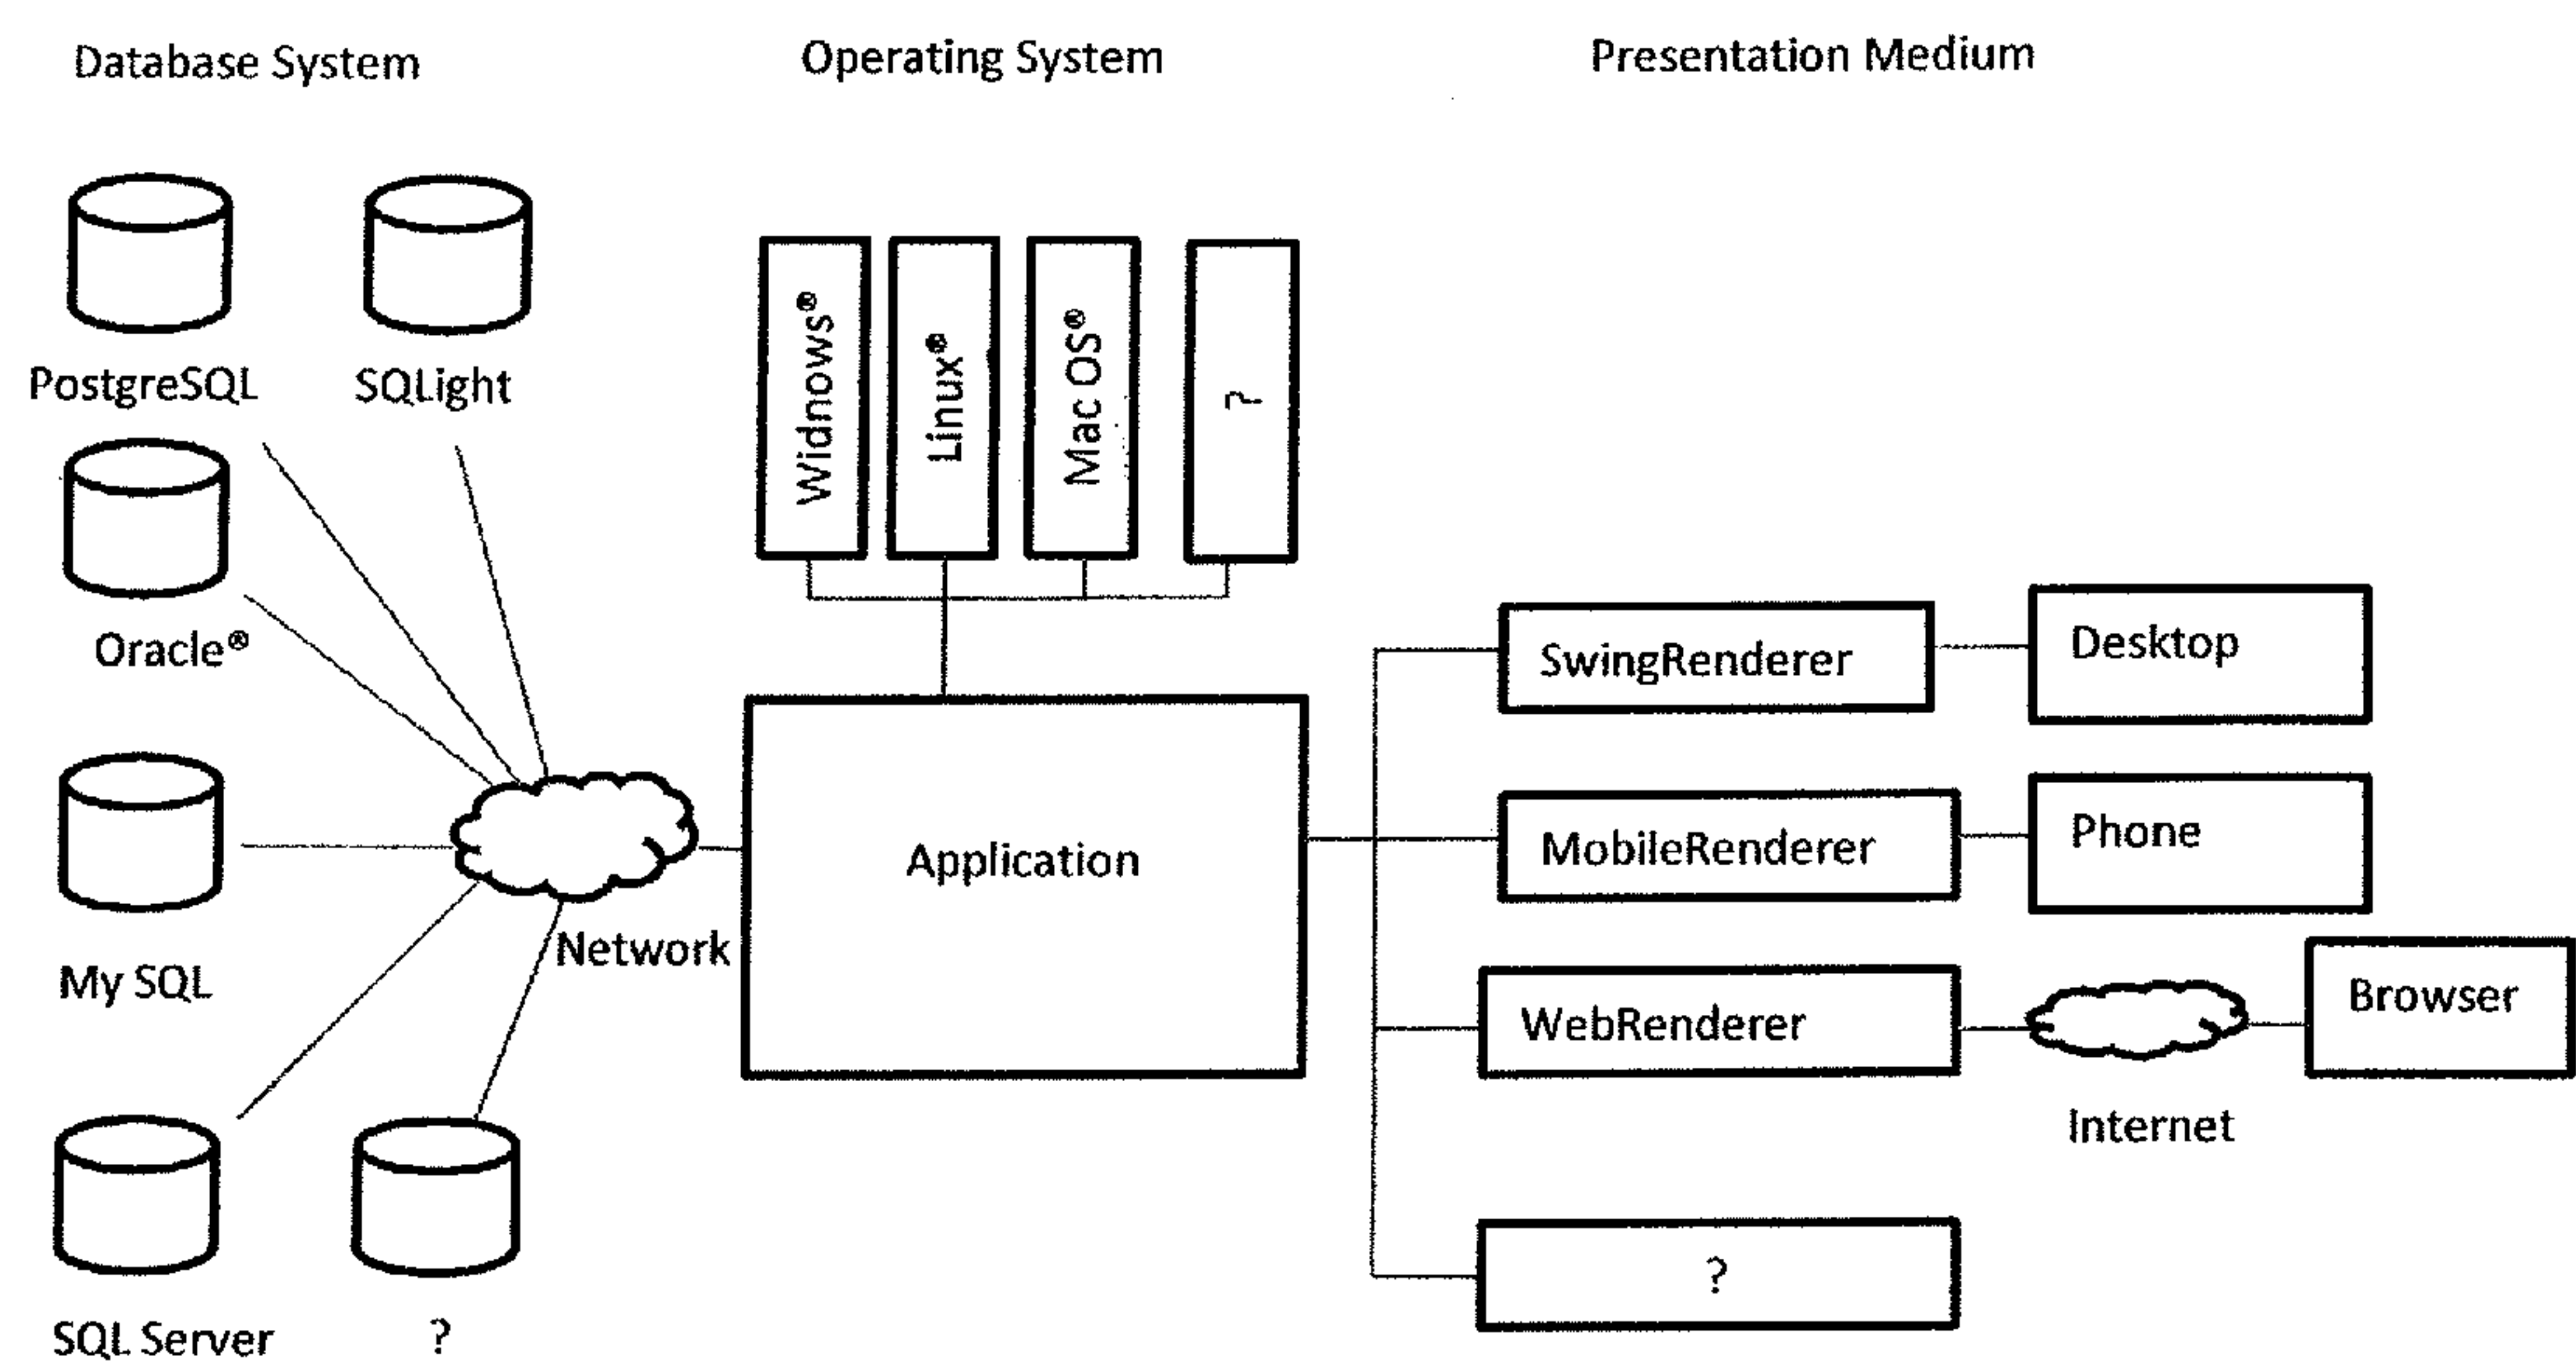 Database System
Operating System
Presentation Medium
PostgreSQL
SQLight
Oracle®
My SQL
SQL Server
?
Network
Widnows®
Linux®
Mac OS®
?
Application
SwingRenderer
Desktop
MobileRenderer
Phone
WebRenderer
Internet
Browser
?